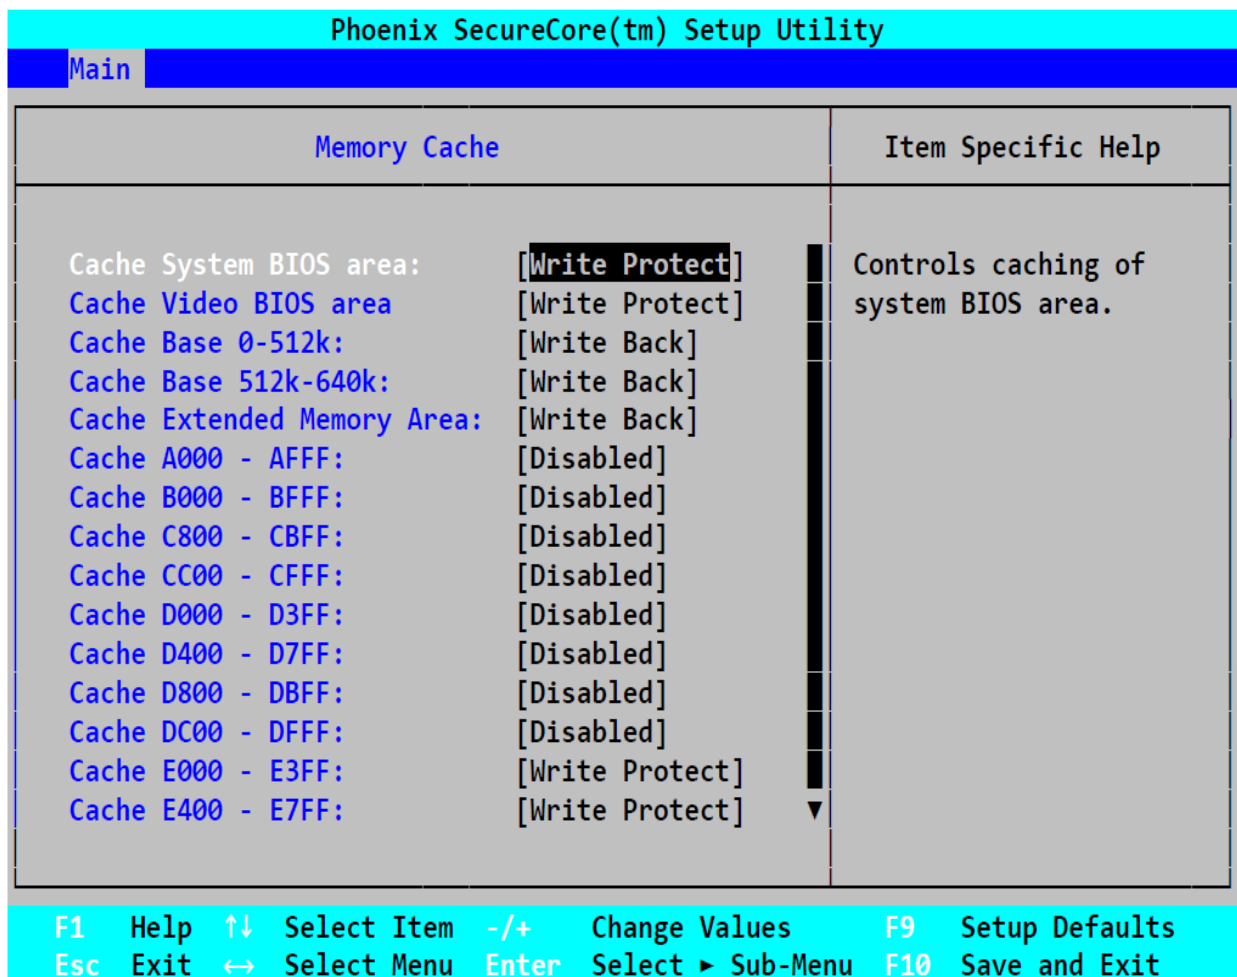 Phoenix SecureCore(tm) Setup Utility
Main
Memory Cache
Item Specific Help
Cache System BIOS area: [Write Protect]
Cache Video BIOS area [Write Protect]
Cache Base 0-512k: [Write Back]
Cache Base 512k-640k: [Write Back]
Cache Extended Memory Area: [Write Back]
Cache A000 - AFFF: [Disabled]
Cache B000 - BFFF: [Disabled]
Cache C800 - CBFF: [Disabled]
Cache CC00 - CFFF: [Disabled]
Cache D000 - D3FF: [Disabled]
Cache D400 - D7FF: [Disabled]
Cache D800 - DBFF: [Disabled]
Cache DC00 - DFFF: [Disabled]
Cache E000 - E3FF: [Write Protect]
Cache E400 - E7FF: [Write Protect] ▼
Controls caching of
system BIOS area.
F1 Help ↑↓ Select Item -/+ Change Values F9 Setup Defaults
Esc Exit ↔ Select Menu Enter Select ► Sub-Menu F10 Save and Exit